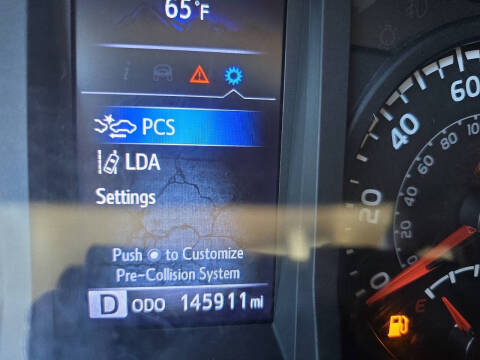 65°F
i
PCS
LDA
Settings
Push to Customize
Pre-Collision System
D ODO 145911 mi
60
40
20
0
100
80
60
40
20
0
E